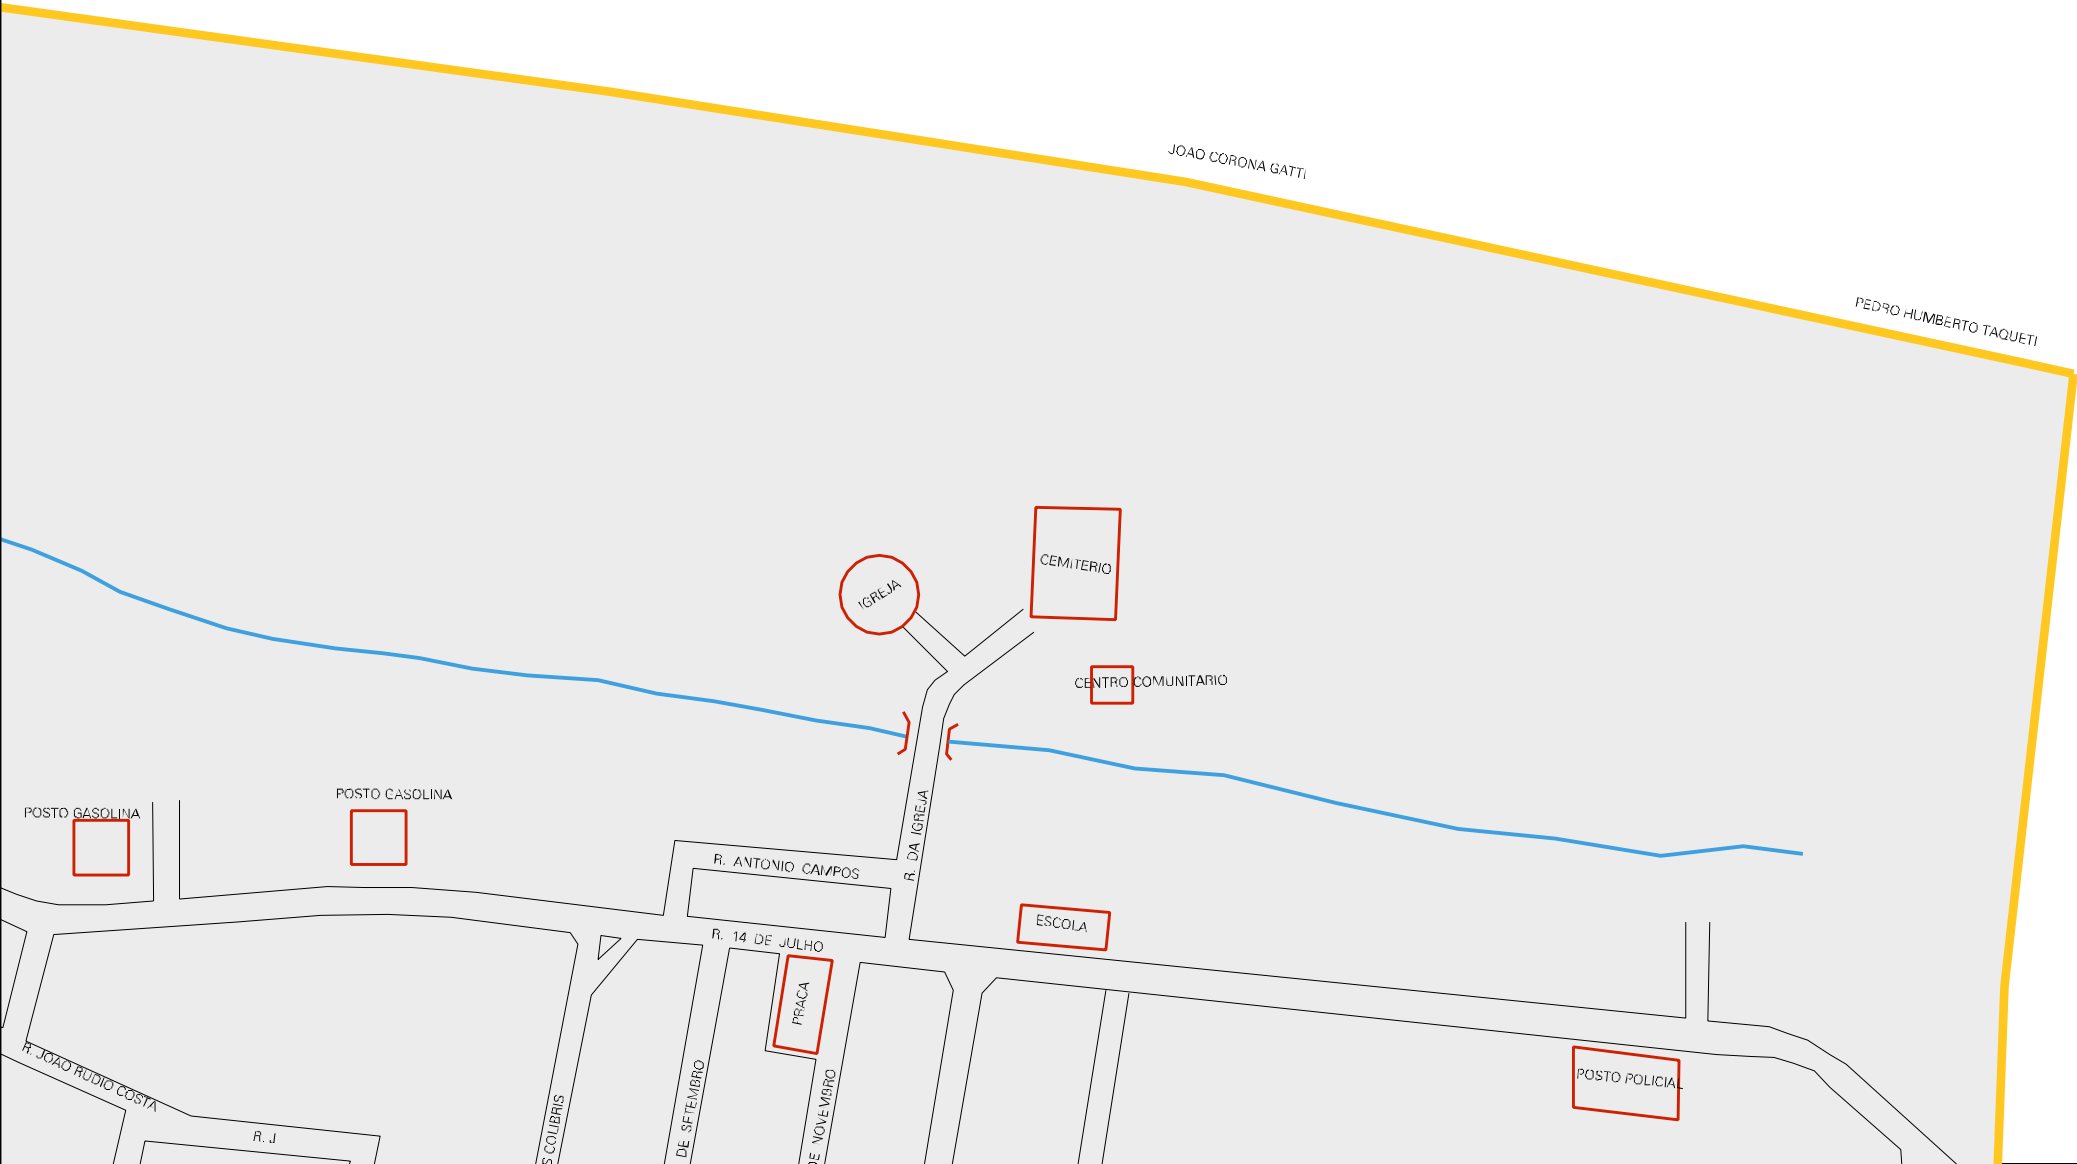 JOAO CORONA GATTI
PEDRO HUMBERTO TAQUETI
CEMITERIO
IGREJA
CENTRO COMUNITARIO
POSTO GASOLINA
POSTO GASOLINA
R. DA IGREJA
R. ANTONIO CAMPOS
ESCOLA
R. 14 DE JULHO
PRACA
R. JOAO RUDIO COSTA
POSTO POLICIAL
R. J
S COLIBRIS
DE SETEMBRO
DE NOVEMBRO